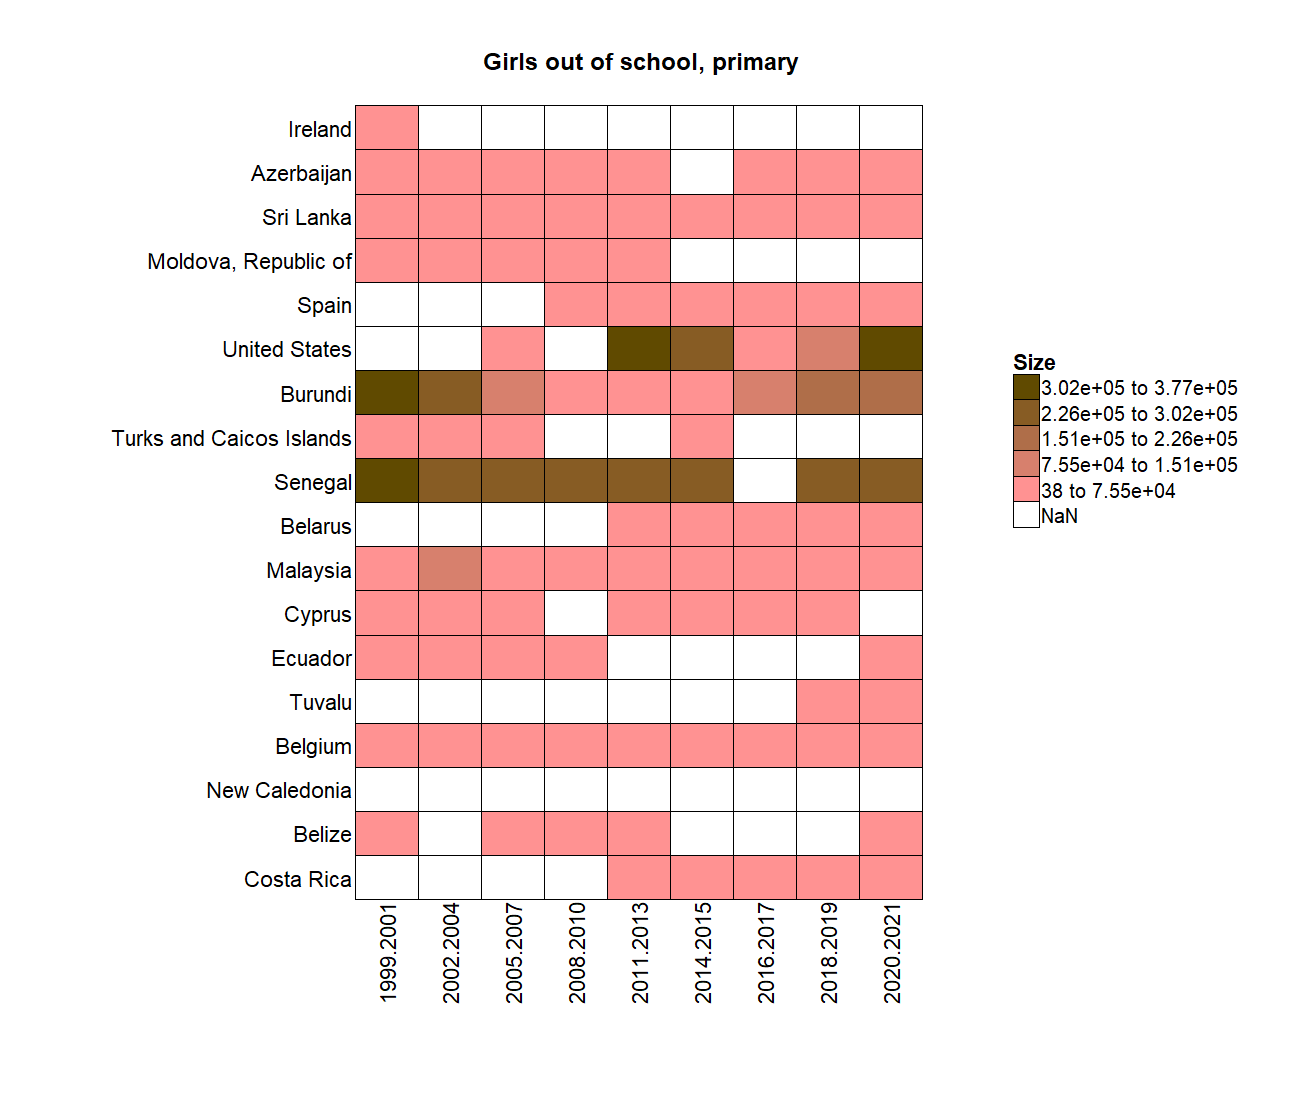 Girls out of school, primary
Ireland
Azerbaijan
Sri Lanka
Moldova, Republic of
Spain
United States
Burundi
Turks and Caicos Islands
Senegal
Belarus
Malaysia
Cyprus
Ecuador
Tuvalu
Belgium
New Caledonia
Belize
Costa Rica
1999.2001
2002.2004
2005.2007
2008.2010
2011.2013
2014.2015
2016.2017
2018.2019
2020.2021
Size
3.02e+05 to 3.77e+05
2.26e+05 to 3.02e+05
1.51e+05 to 2.26e+05
7.55e+04 to 1.51e+05
38 to 7.55e+04
NaN